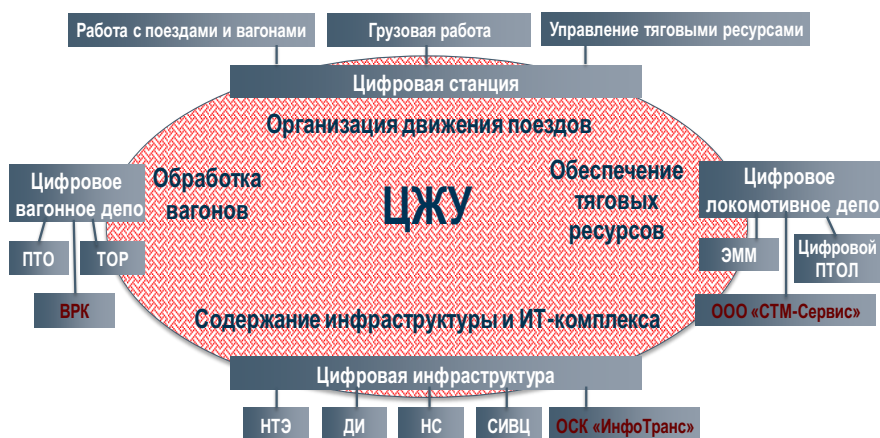 Работа с поездами и вагонами
Грузовая работа
Управление тяговыми ресурсами
Цифровая станция
Организация движения поездов
Цифровое
вагонное депо
Обработка
вагонов
ЦЖУ
Обеспечение
тяговых
ресурсов
Цифровое
локомотивное депо
ПТО
ТОР
ВРК
ЭММ
Цифровой
ПТОЛ
ООО «СТМ-Сервис»
Содержание инфраструктуры и ИТ-комплекса
Цифровая инфраструктура
НТЭ
ДИ
НС
СИВЦ
ОСК «ИнфоТранс»